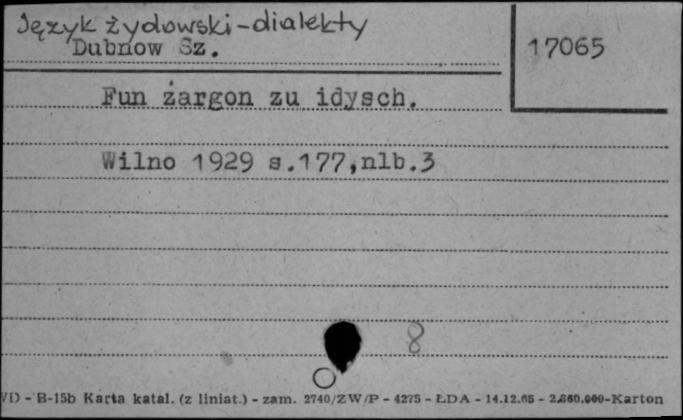 Język żydowski-dialekty
Dubnow Sz.
17065
Fun żargon zu idysch.
Wilno 1929 s.177,nlb.3
8
VD - B-15b Karta katal. (z liniat.) - zam. 2740/ZW/P - 4275 - ŁDA - 14.12.65 - 2.860.000-Karton